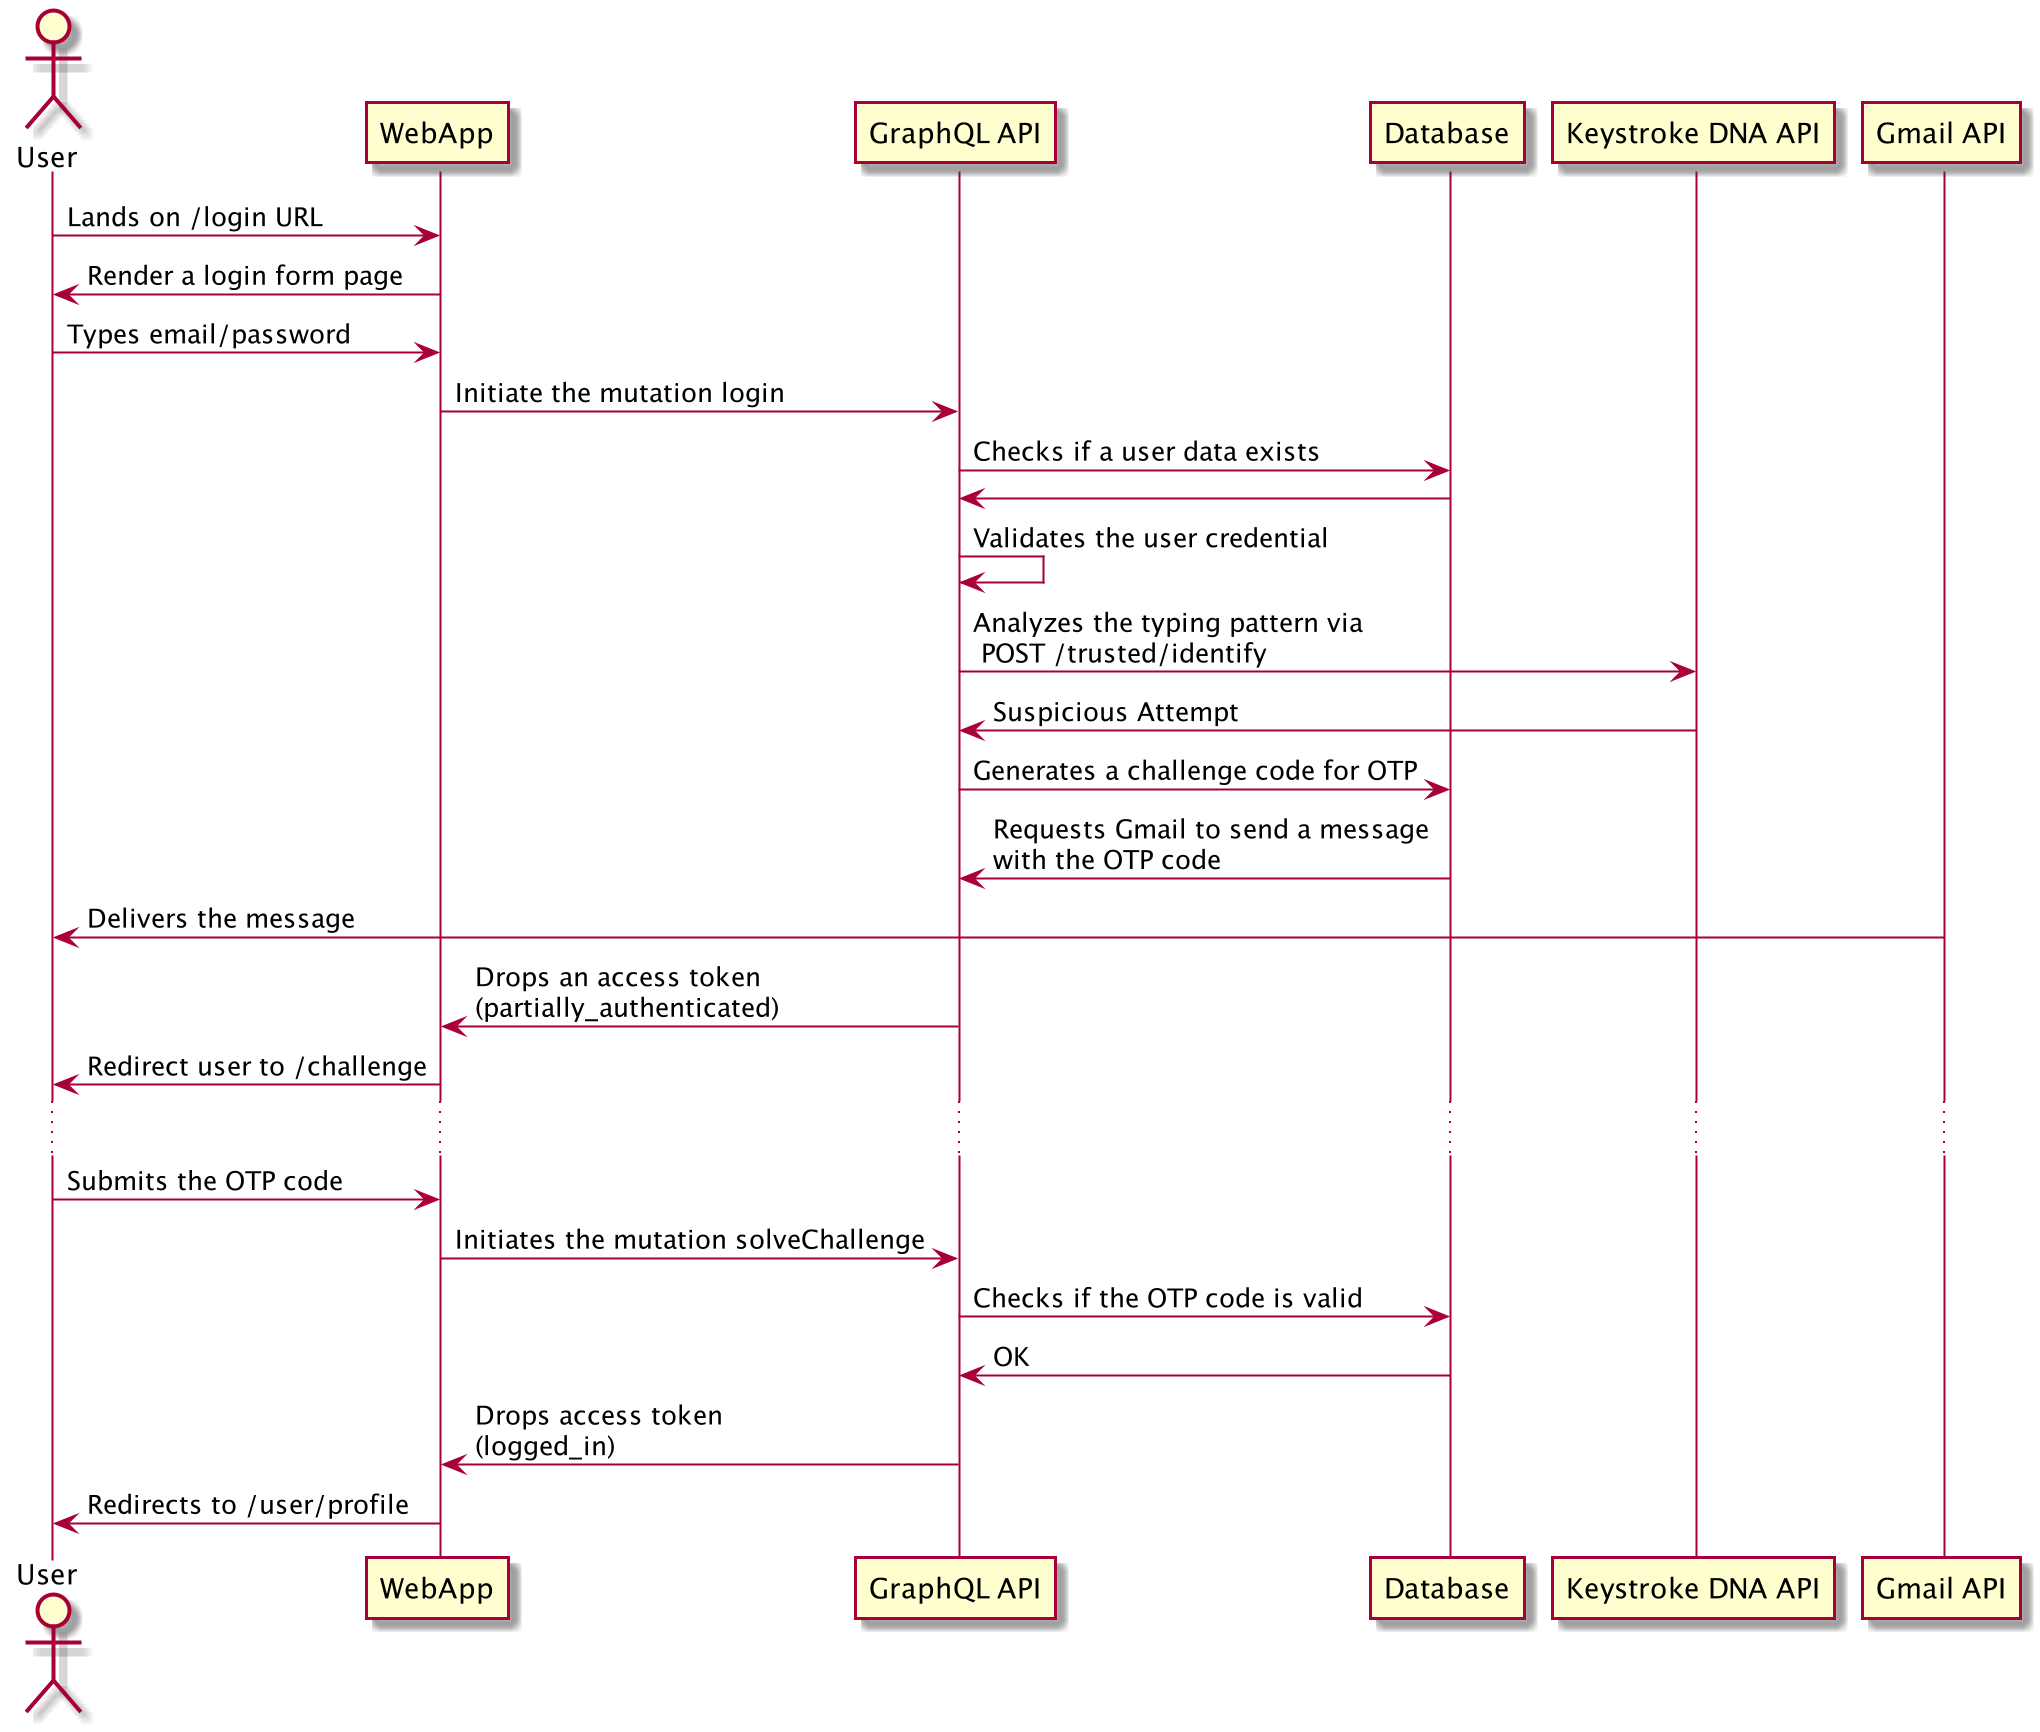 User
WebApp
GraphQL API
Database
Keystroke DNA API
Gmail API
Lands on /login URL
Render a login form page
Types email/password
Initiate the mutation login
Checks if a user data exists
Validates the user credential
Analyzes the typing pattern via
POST /trusted/identify
Suspicious Attempt
Generates a challenge code for OTP
Requests Gmail to send a message
with the OTP code
Delivers the message
Drops an access token
(partially_authenticated)
Redirect user to /challenge
Submits the OTP code
Initiates the mutation solveChallenge
Checks if the OTP code is valid
OK
Drops access token
(logged_in)
Redirects to /user/profile
User
WebApp
GraphQL API
Database
Keystroke DNA API
Gmail API